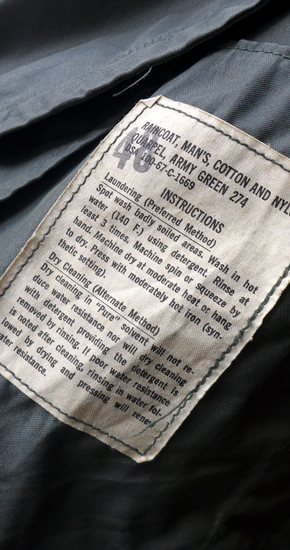 RAINCOAT, MAN'S, COTTON AND NYL
QUARPEL, ARMY GREEN 274
DSA 100-67-C-1669
40
INSTRUCTIONS
Laundering (Preferred Method)
Spot wash badly soiled areas. Wash in hot
water, (140 F.) using detergent. Rinse at
least 3 times. Machine spin or squeeze by
hand. Machine dry at moderate heat or hang
to dry. Press with moderately hot iron (syn-
thetic setting).
Dry Cleaning (Alternate Method)
Dry cleaning in "Pure" solvent will not re-
duce water resistance nor will dry cleaning
with detergent providing the detergent is
removed by rinsing. If poor water resistance
is noted after cleaning, rinsing in water fol-
lowed by drying and pressing will renew
water resistance.